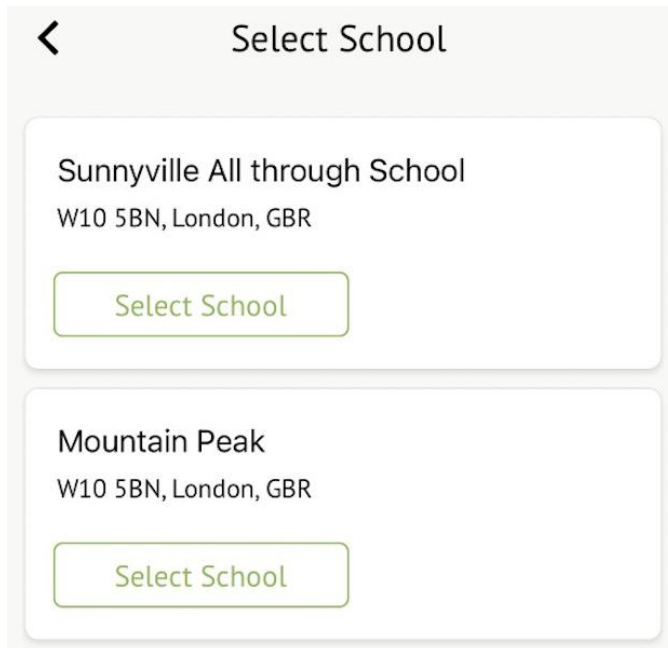 Select School
Sunnyville All through School
W10 5BN, London, GBR
Select School
Mountain Peak
W10 5BN, London, GBR
Select School